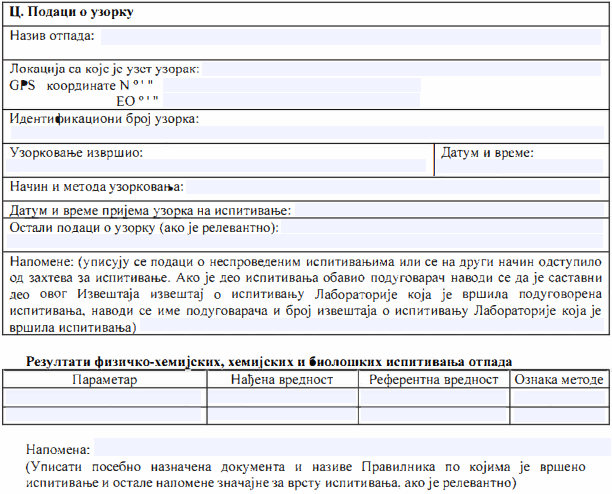 Ц. Подаци о узорку
Назив отпада:
Локација са које је узет узорак:
GPS координате N º ' "
EO º ' "
Идентификациони број узорка:
Узорковање извршио:
Датум и време:
Начин и метода узорковања:
Датум и време пријема узорка на испитивање:
Остали подаци о узорку (ако је релевантно):
Напомене: (уписују се подаци о неспроведеним испитивањима или се на други начин одступило
од захтева за испитивање. Ако је део испитивања обавио подуговарач наводи се да је саставни
део овог Извештаја извештај о испитивању Лабораторије која је вршила подуговорена
испитивања, наводи се име подуговарача и број извештаја о испитивању Лабораторије која је
вршила испитивања)
Резултати физичко-хемијских, хемијских и биолошких испитивања отпада
Параметар Нађена вредност Референтна вредност Ознака методе
Напомена:
(Уписати посебно назначена документа и називе Правилника по којима је вршено
испитивање и остале напомене значајне за врсту испитивања, ако је релевантно)